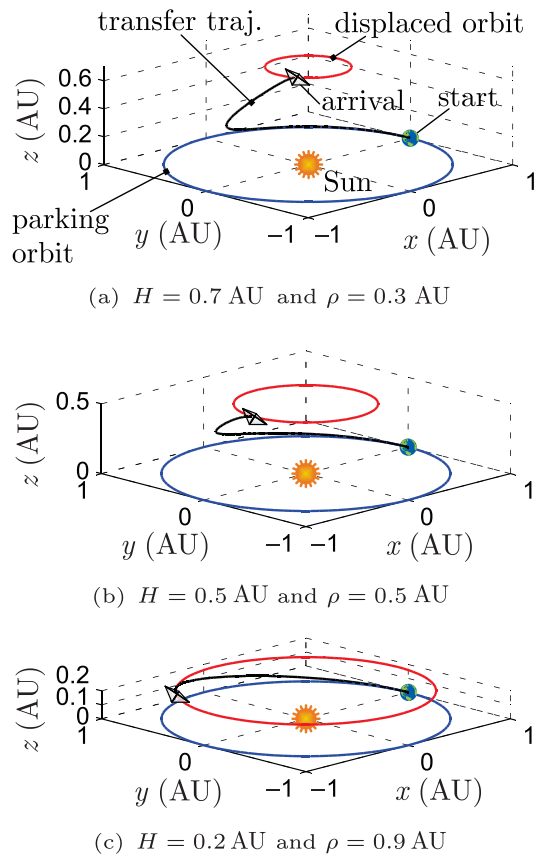 transfer traj.
displaced orbit
0.6
0.4
0.2
0
z (AU)
arrival
start
Sun
1
0
−1
−1
0
1
parking
orbit
y (AU)
x (AU)
(a) H = 0.7 AU and ρ = 0.3 AU
0.5
0
z (AU)
1
0
−1
−1
0
1
y (AU)
x (AU)
(b) H = 0.5 AU and ρ = 0.5 AU
0.2
0.1
0
z (AU)
1
0
−1
−1
0
1
y (AU)
x (AU)
(c) H = 0.2 AU and ρ = 0.9 AU